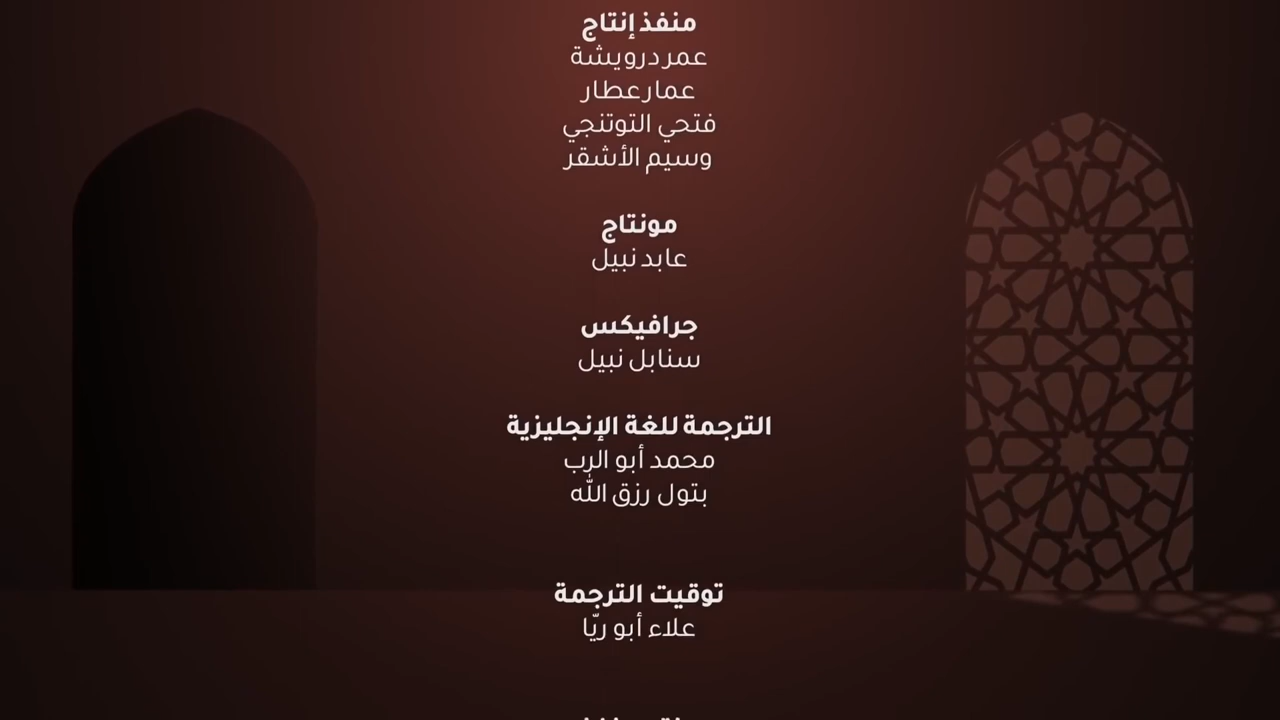 منفذ إنتاج
عمر درويشة
عمار عطار
فتحي التوتنجي
وسيم الأشقر
مونتاج
عابد نبيل
جرافيكس
سنابل نبيل
الترجمة للغة الإنجليزية
محمد أبو الرب
بتول رزق الله
توقيت الترجمة
علاء أبو ريّا